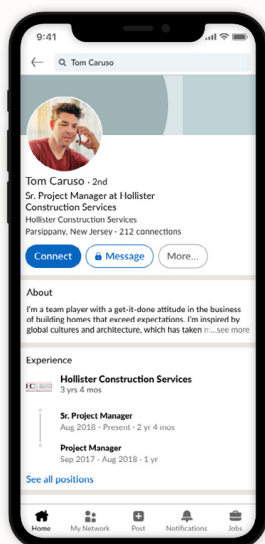 9:41
Tom Caruso
Tom Caruso · 2nd
Sr. Project Manager at Hollister
Construction Services
Hollister Construction Services
Parsippany, New Jersey · 212 connections
Connect
Message
More...
About
I'm a team player with a get-it-done attitude in the business
of building homes that exceed expectations. I'm inspired by
global cultures and architecture, which has taken m...see more
Experience
Hollister Construction Services
3 yrs 4 mos
Sr. Project Manager
Aug 2018 - Present · 2 yr 4 mos
Project Manager
Sep 2017 - Aug 2018 · 1 yr
See all positions
Home
My Network
Post
Notifications
Jobs